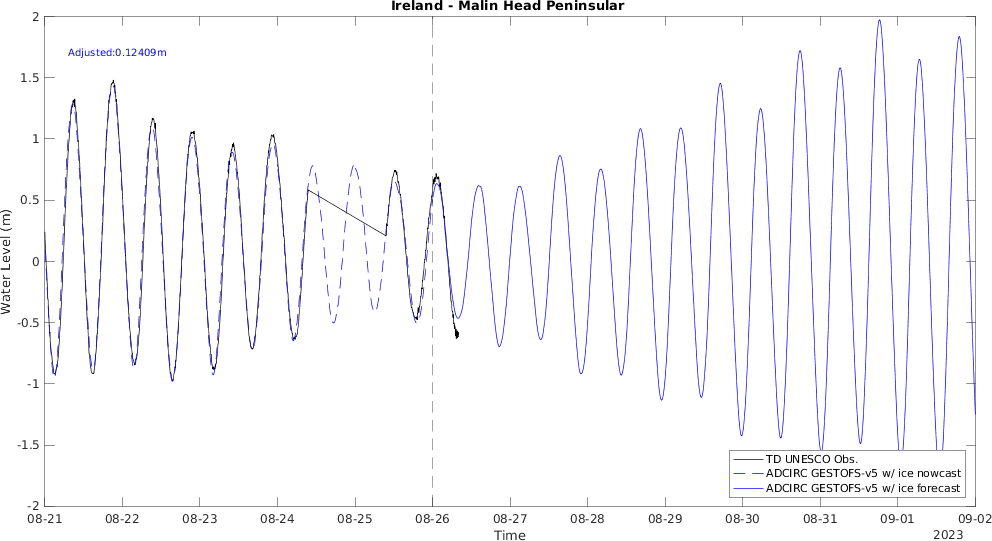 Ireland - Malin Head Peninsular
Adjusted:0.12409m
2
1.5
1
0.5
0
-0.5
-1
-1.5
-2
Water Level (m)
TD UNESCO Obs.
ADCIRC GESTOFS-v5 w/ ice nowcast
ADCIRC GESTOFS-v5 w/ ice forecast
08-21 08-22 08-23 08-24 08-25 08-26 08-27 08-28 08-29 08-30 08-31 09-01 09-02
Time
2023